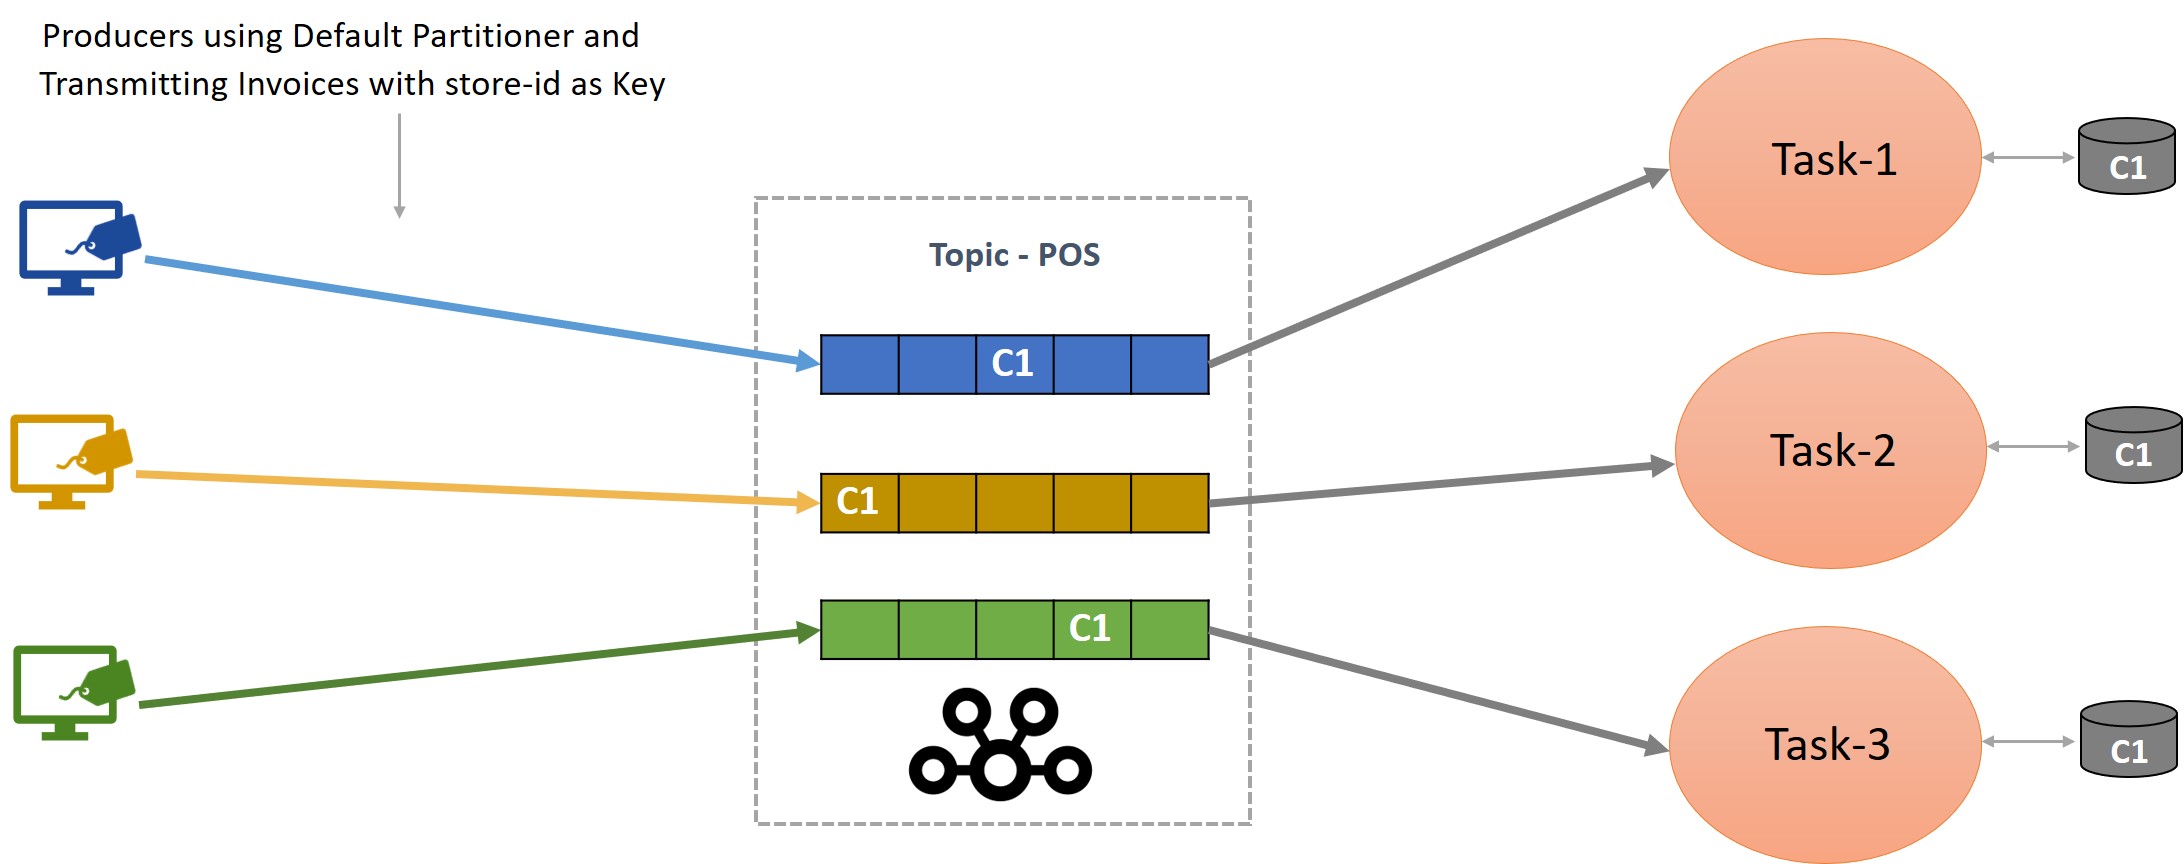 Producers using Default Partitioner and
Transmitting Invoices with store-id as Key
Topic - POS
C1
C1
C1
Task-1
C1
Task-2
C1
Task-3
C1